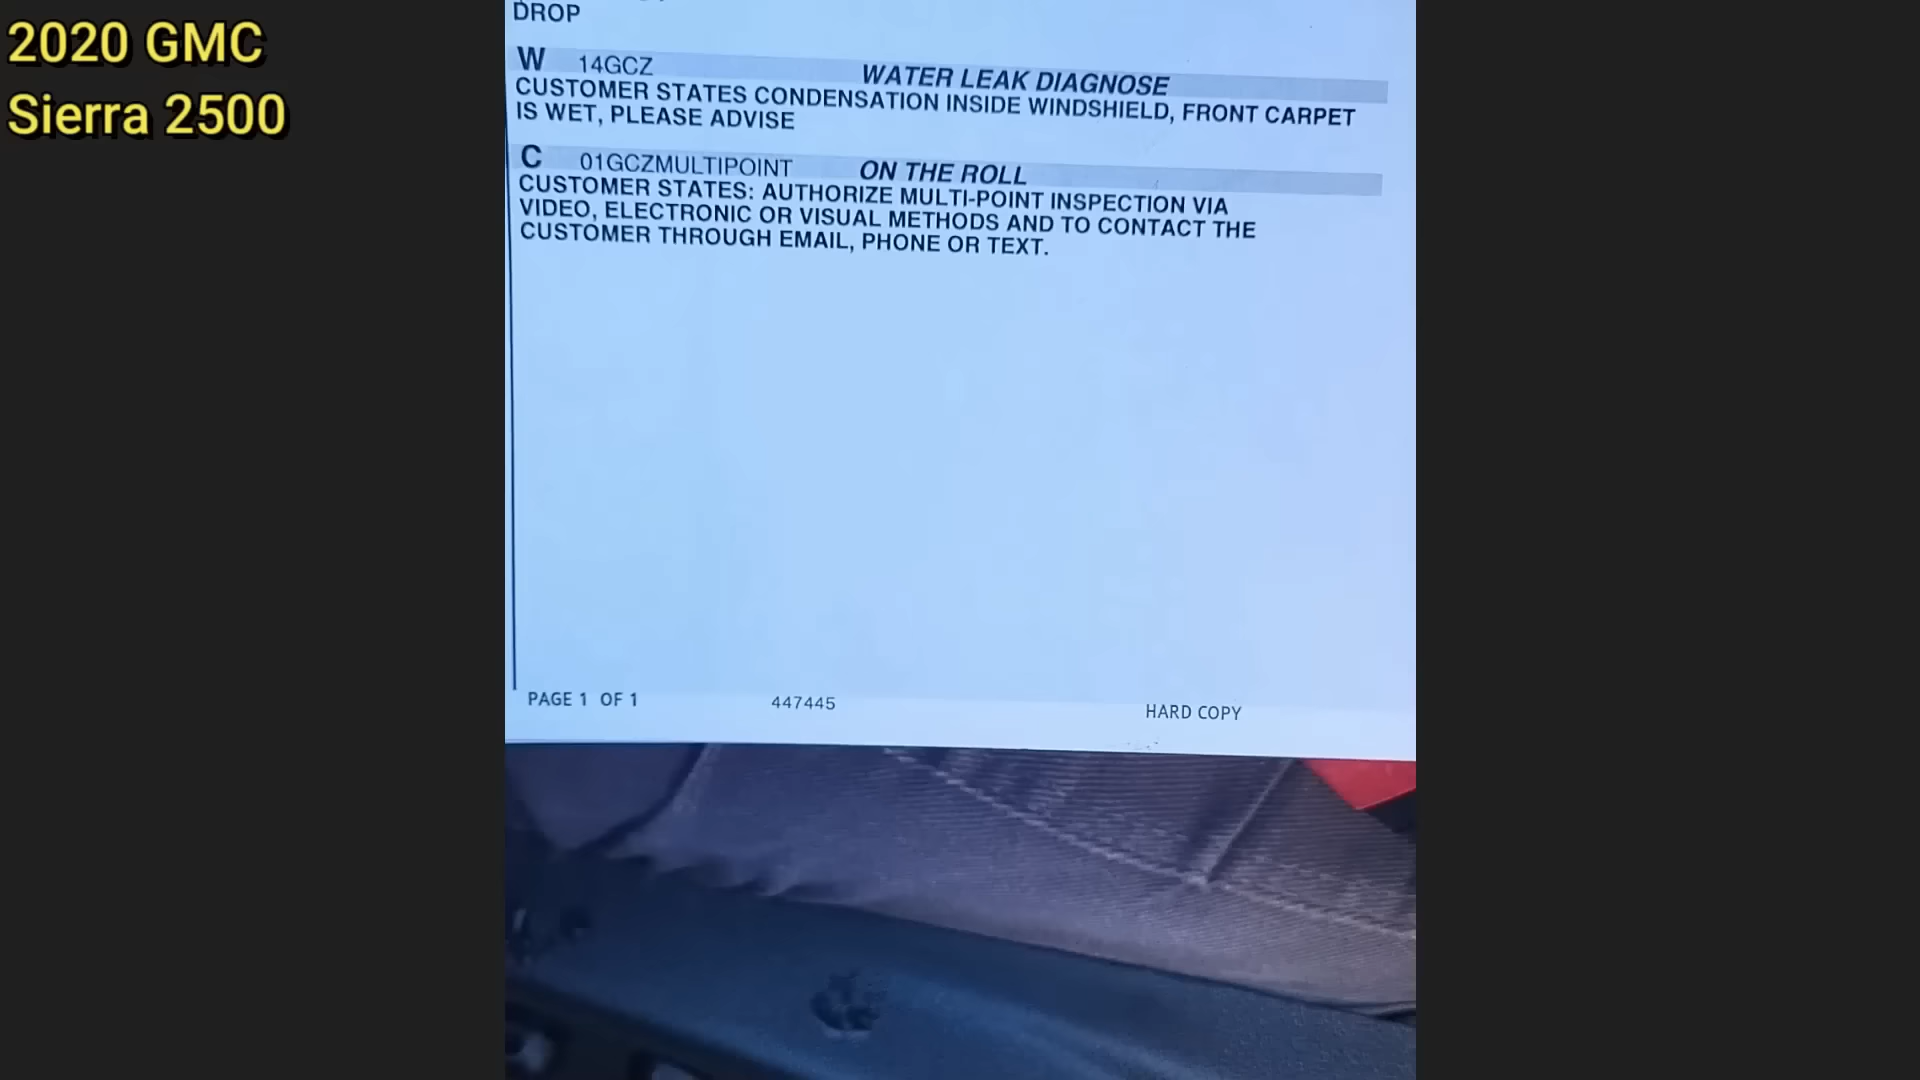 2020 GMC
Sierra 2500
DROP
W 14GCZ WATER LEAK DIAGNOSE
CUSTOMER STATES CONDENSATION INSIDE WINDSHIELD, FRONT CARPET
IS WET, PLEASE ADVISE
C 01GCZMULTIPOINT ON THE ROLL
CUSTOMER STATES: AUTHORIZE MULTI-POINT INSPECTION VIA
VIDEO, ELECTRONIC OR VISUAL METHODS AND TO CONTACT THE
CUSTOMER THROUGH EMAIL, PHONE OR TEXT.
PAGE 1 OF 1 447445 HARD COPY